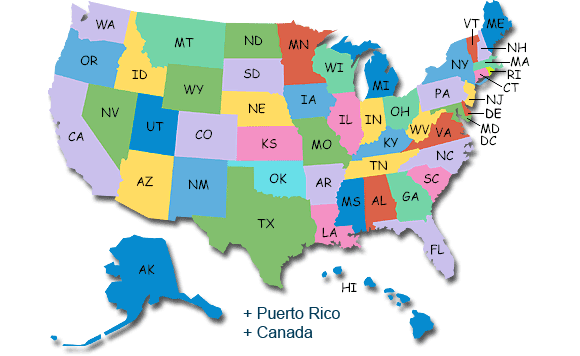 WA
VT
ME
OR
MT
ND
MN
NH
MA
RI
CT
ID
SD
WI
NY
MI
WY
NV
NE
IA
PA
NJ
DE
MD
DC
UT
CO
IL
IN
OH
WV
VA
CA
KS
MO
KY
NC
TN
AZ
NM
OK
AR
SC
MS
AL
GA
TX
LA
FL
AK
HI
+ Puerto Rico
+ Canada